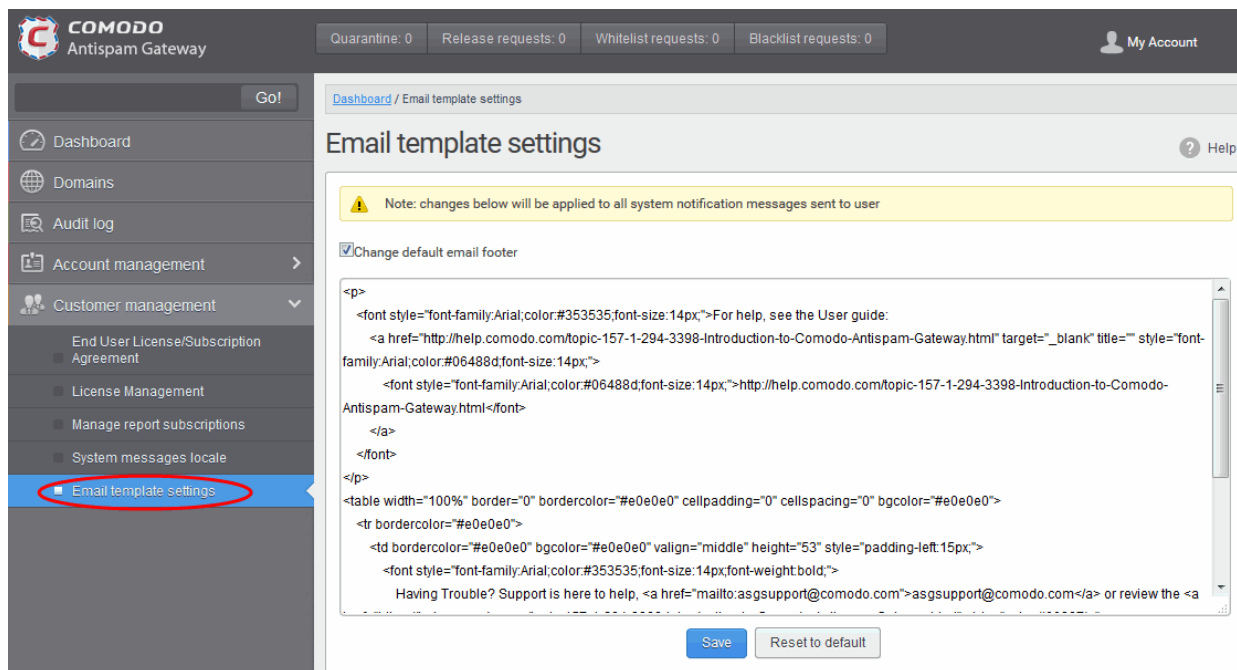 COMODO
Antispam Gateway
Quarantine: 0
Release requests: 0
Whitelist requests: 0
Blacklist requests: 0
My Account
Go!
Dashboard
Domains
Audit log
Account management
Customer management
End User License/Subscription
Agreement
License Management
Manage report subscriptions
System messages locale
Email template settings
Dashboard / Email template settings
Email template settings
Help
Note: changes below will be applied to all system notification messages sent to user
Change default email footer
<p>
<font style="font-family:Arial;color:#353535;font-size:14px;">For help, see the User guide:
<a href="http://help.comodo.com/topic-157-1-294-3398-Introduction-to-Comodo-Antispam-Gateway.html" target="_blank" title="" style="font-
family:Arial;color:#06488d;font-size:14px;">
<font style="font-family:Arial;color:#06488d;font-size:14px;">http://help.comodo.com/topic-157-1-294-3398-Introduction-to-Comodo-
Antispam-Gateway.html</font>
</a>
</font>
</p>
<table width="100%" border="0" bordercolor="#e0e0e0" cellpadding="0" cellspacing="0" bgcolor="#e0e0e0">
<tr bordercolor="#e0e0e0">
<td bordercolor="#e0e0e0" bgcolor="#e0e0e0" valign="middle" height="53" style="padding-left:15px;">
<font style="font-family:Arial;color:#353535;font-size:14px;font-weight:bold;">
Having Trouble? Support is here to help, <a href="mailto:asgsupport@comodo.com">asgsupport@comodo.com</a> or review the <a
Save
Reset to default